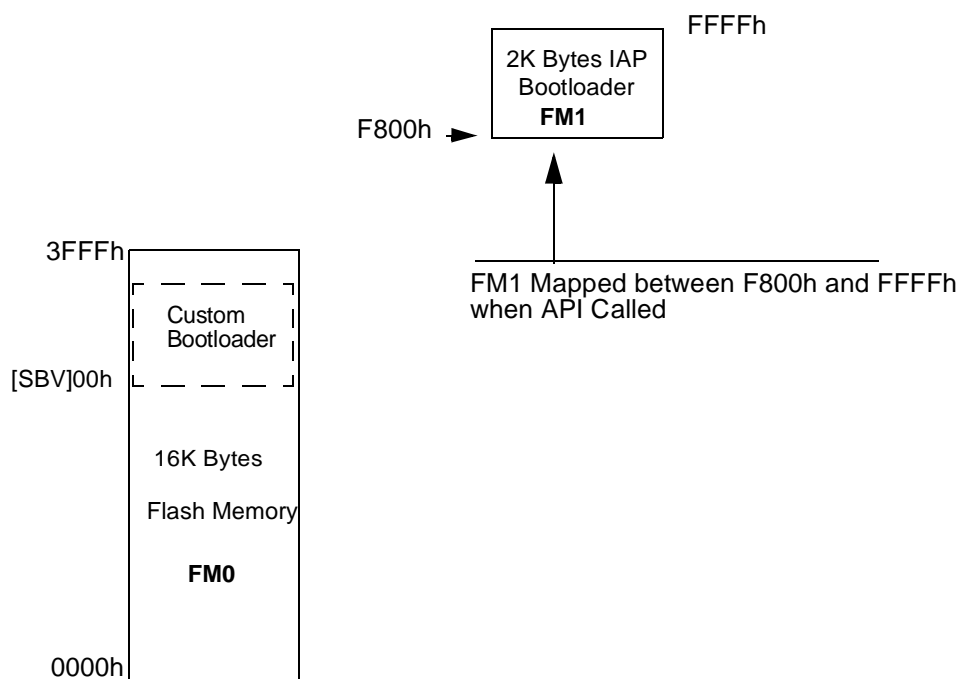 FFFFh
2K Bytes IAP
Bootloader
FM1
F800h
3FFFh
FM1 Mapped between F800h and FFFFh
when API Called
Custom
Bootloader
[SBV]00h
16K Bytes
Flash Memory
FM0
0000h